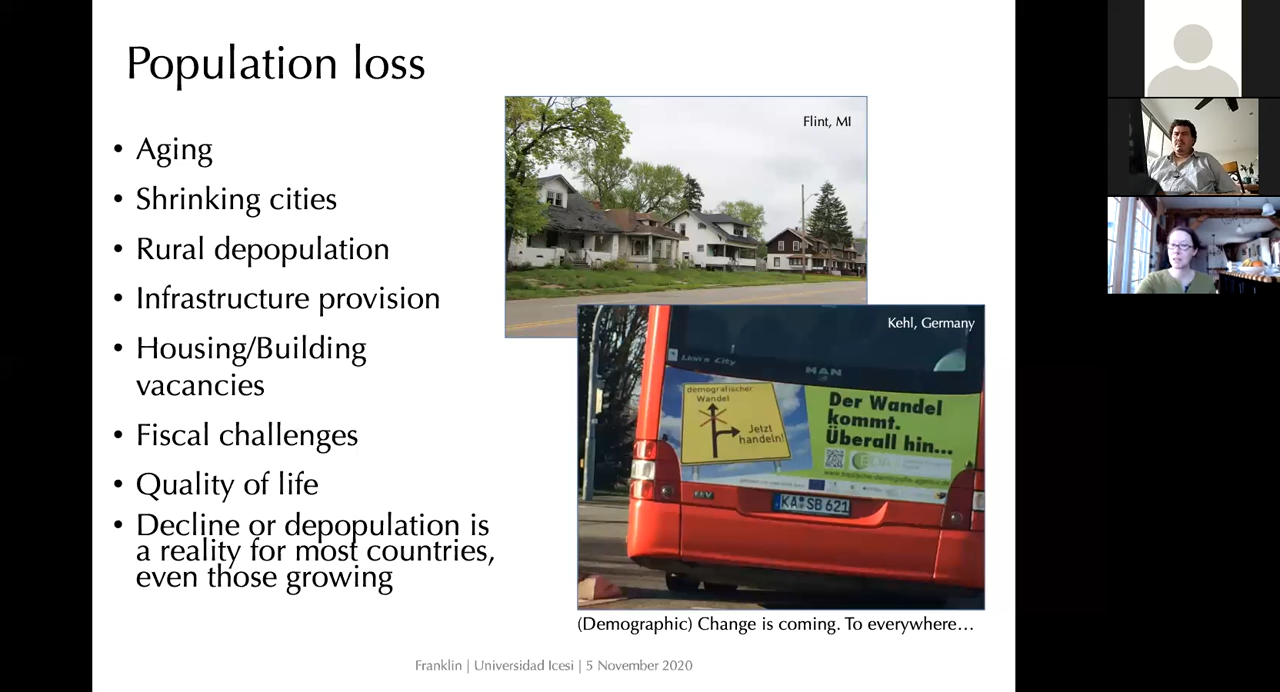 Population loss
• Aging
• Shrinking cities
• Rural depopulation
• Infrastructure provision
• Housing/Building
vacancies
• Fiscal challenges
• Quality of life
• Decline or depopulation is
a reality for most countries,
even those growing
Flint, MI
Kehl, Germany
Lion's City
MAN
demografischer
Wandel
Jetzt
handeln!
Der Wandel
kommt.
Überall hin...
KA SB 621
(Demographic) Change is coming. To everywhere…
Franklin | Universidad Icesi | 5 November 2020